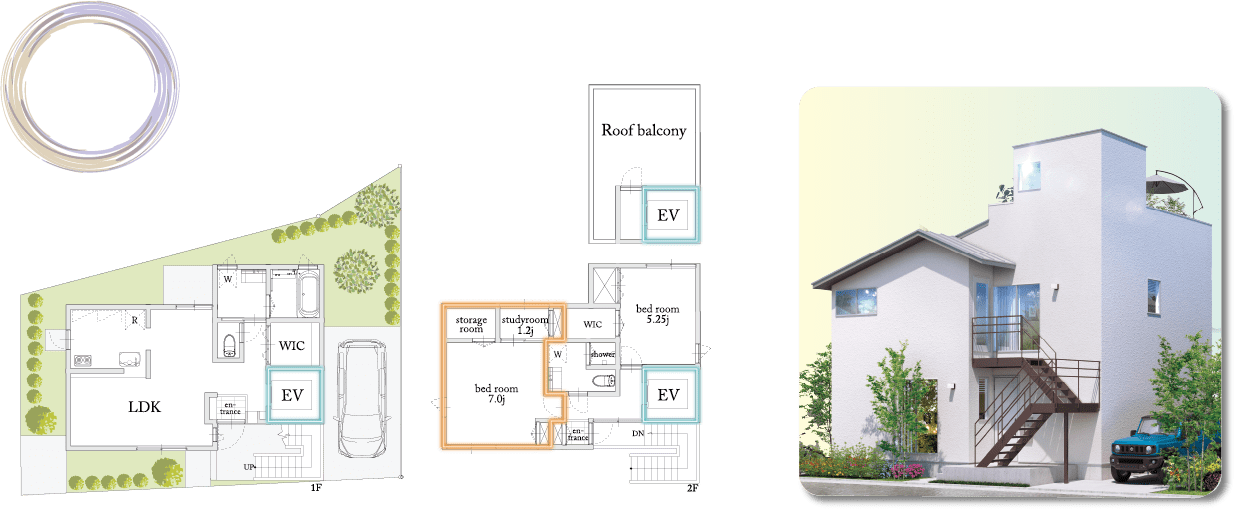 W
R
WIC
EV
LDK
en-
trance
UP
1F
Roof balcony
EV
bed room
5.25j
storage
room
studyroom
1.2j
WIC
W
shower
bed room
7.0j
EV
en-
trance
DN
2F